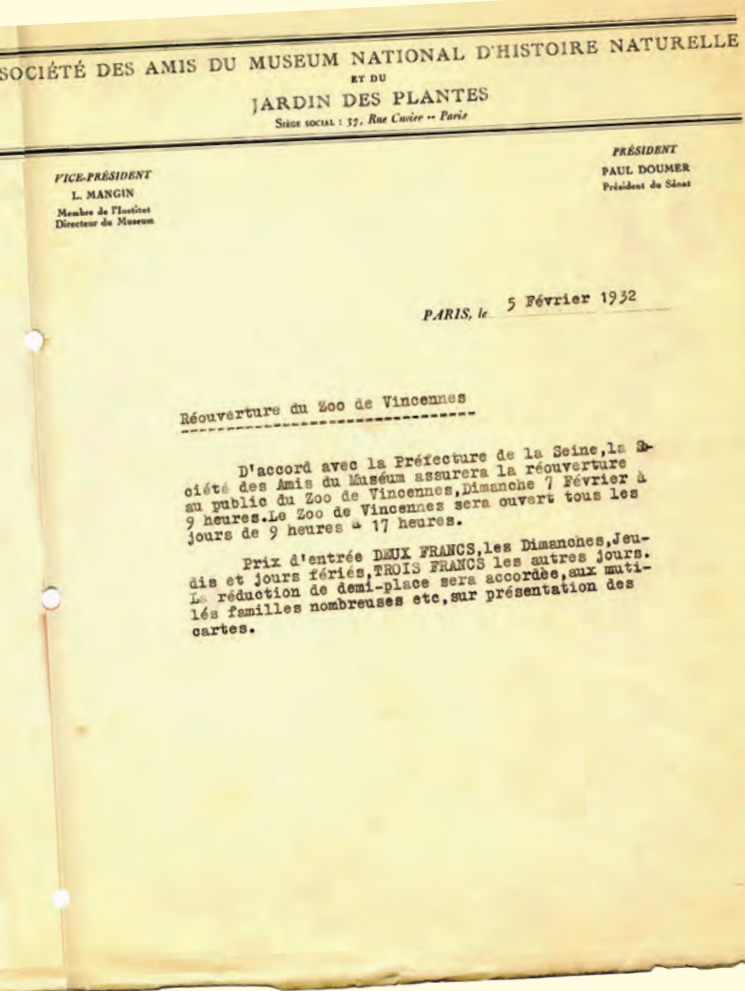 SOCIÉTÉ DES AMIS DU MUSEUM NATIONAL D'HISTOIRE NATURELLE
ET DU
JARDIN DES PLANTES
SIÈGE SOCIAL : 57, Rue Cuvier -- Paris
VICE-PRÉSIDENT
L. MANGIN
Membre de l'Institut
Directeur du Museum
PRÉSIDENT
PAUL DOUMER
Président du Sénat
PARIS, le 5 Février 1932
Réouverture du Zoo de Vincennes
D'accord avec la Préfecture de la Seine,la So-
ciété des Amis du Muséum assurera la réouverture
au public du Zoo de Vincennes,Dimanche 7 Février à
9 heures.Le Zoo de Vincennes sera ouvert tous les
jours de 9 heures à 17 heures.
Prix d'entrée DEUX FRANCS,les Dimanches,Jeu-
dis et jours fériés,TROIS FRANCS les autres jours.
La réduction de demi-place sera accordée,aux muti-
lés familles nombreuses etc,sur présentation des
cartes.